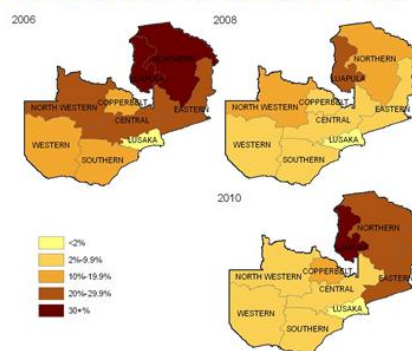 2006
NORTHERN
LUAPULA
COPPERBELT
NORTH WESTERN
EASTERN
CENTRAL
LUSAKA
WESTERN
SOUTHERN
2008
NORTHERN
LUAPULA
COPPERBELT
NORTH WESTERN
EASTERN
CENTRAL
LUSAKA
WESTERN
SOUTHERN
2010
NORTHERN
COPPERBELT
NORTH WESTERN
EASTERN
CENTRAL
LUSAKA
WESTERN
SOUTHERN
<2%
2%-9.9%
10%-19.9%
20%-29.9%
30+%